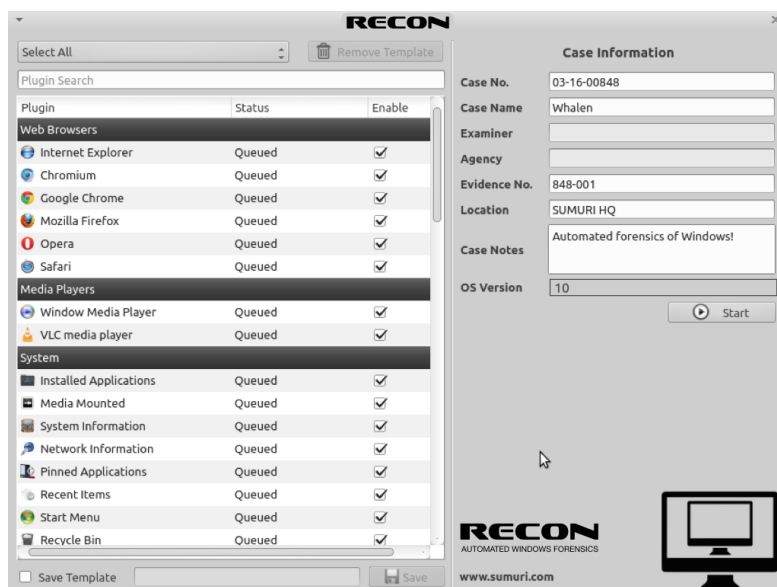 RECON
Select All
Remove Template
Plugin Search
Plugin Status Enable
Web Browsers
Internet Explorer Queued
Chromium Queued
Google Chrome Queued
Mozilla Firefox Queued
Opera Queued
Safari Queued
Media Players
Window Media Player Queued
VLC media player Queued
System
Installed Applications Queued
Media Mounted Queued
System Information Queued
Network Information Queued
Pinned Applications Queued
Recent Items Queued
Start Menu Queued
Recycle Bin Queued
Save Template
Save
Case Information
Case No. 03-16-00848
Case Name Whalen
Examiner
Agency
Evidence No. 848-001
Location SUMURI HQ
Case Notes Automated forensics of Windows!
OS Version 10
Start
RECON
AUTOMATED WINDOWS FORENSICS
www.sumuri.com